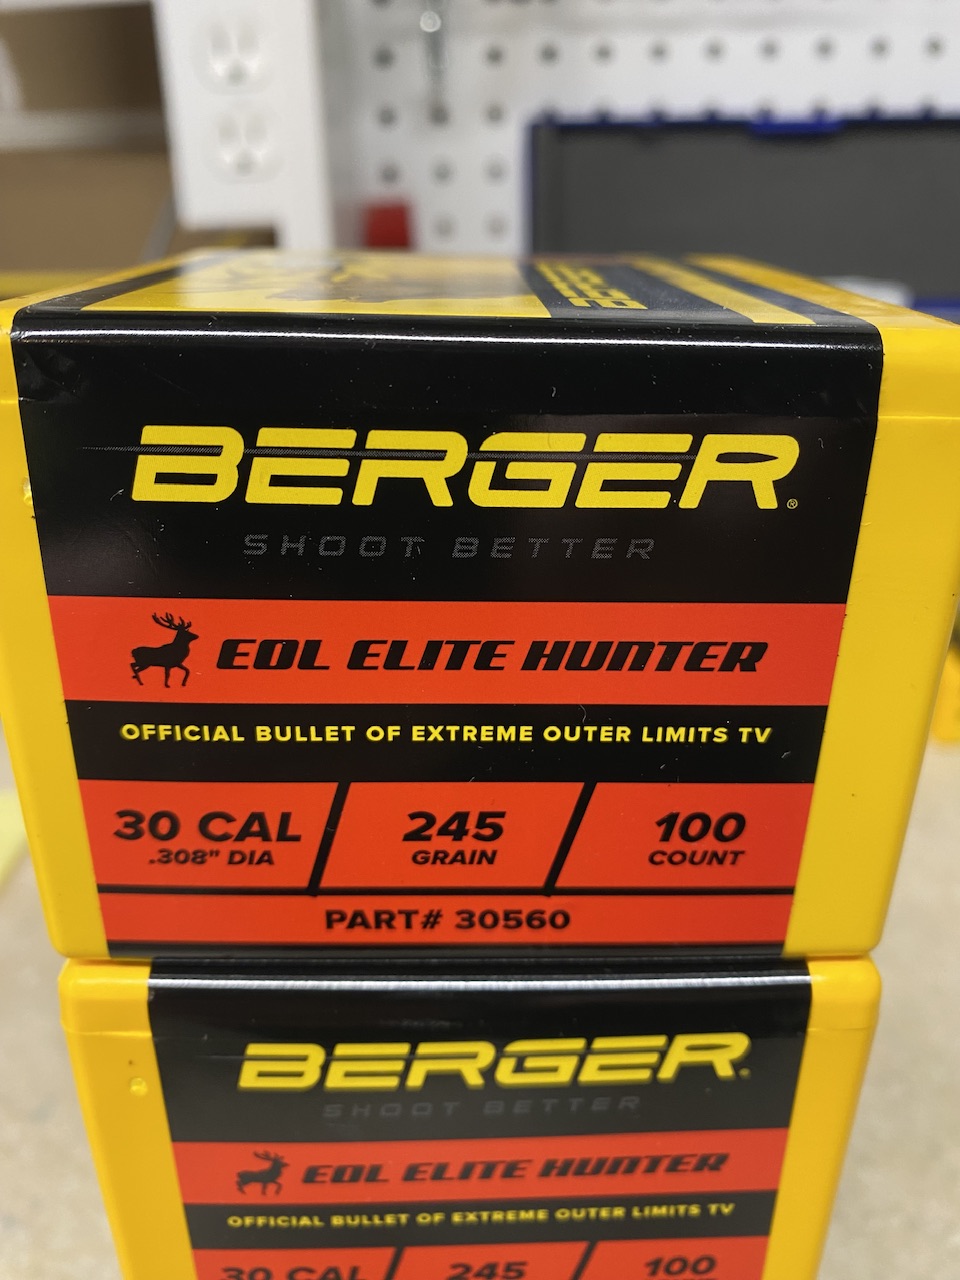 BERGER®
SHOOT BETTER
EOL ELITE HUNTER
OFFICIAL BULLET OF EXTREME OUTER LIMITS TV
30 CAL 245 100
.308" DIA GRAIN COUNT
PART# 30560
BERGER
SHOOT BETTER
EOL ELITE HUNTER
OFFICIAL BULLET OF EXTREME OUTER LIMITS TV
30 CAL 245 100